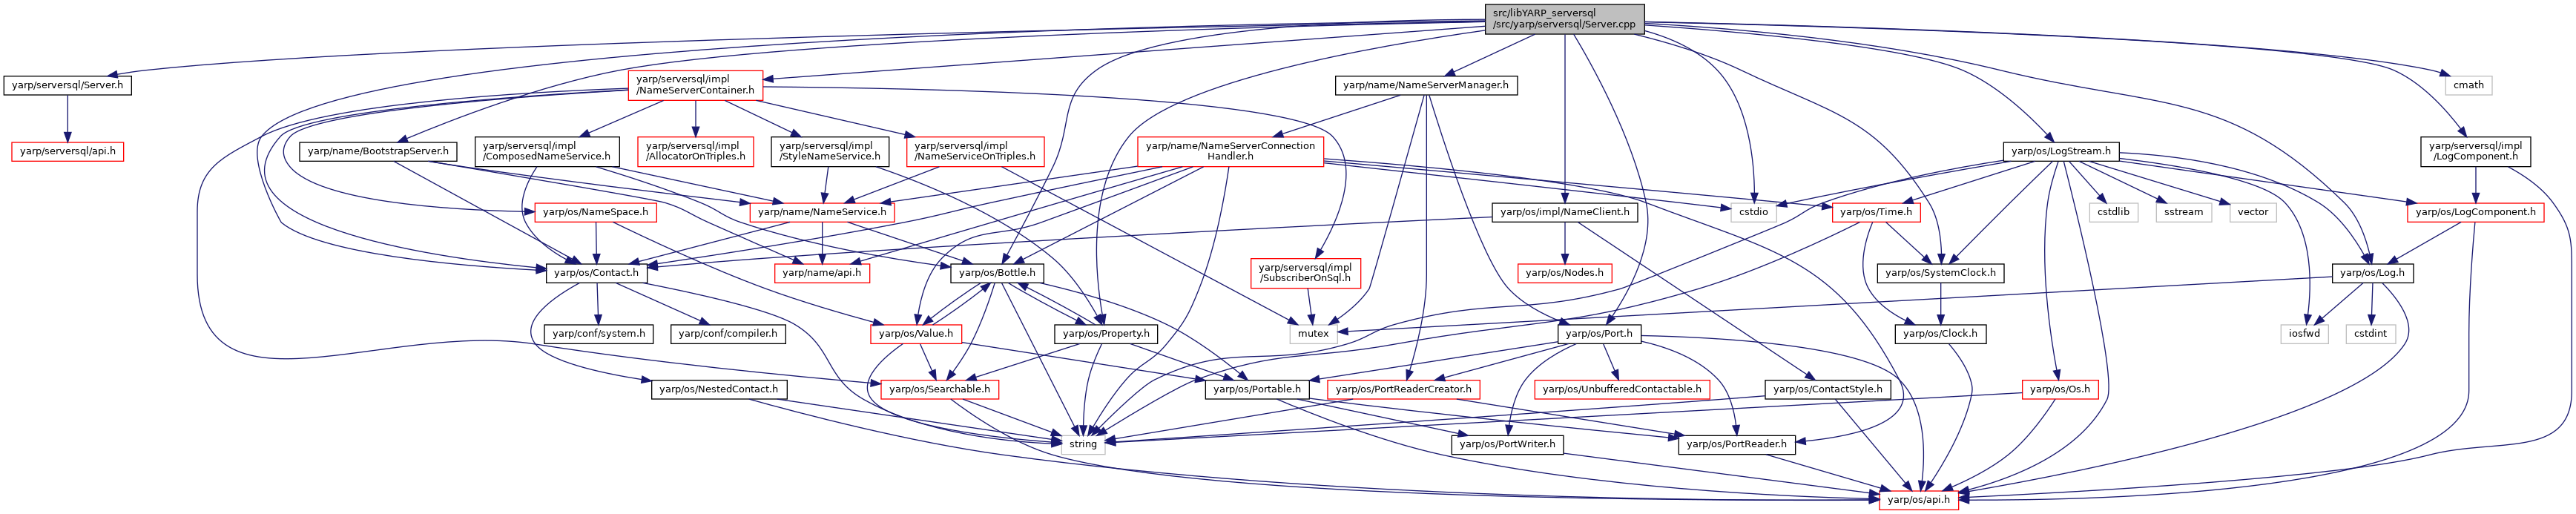 src/libYARP_serversql
/src/yarp/serversql/Server.cpp
yarp/serversql/Server.h
yarp/serversql/impl
/NameServerContainer.h
yarp/name/NameServerManager.h
cmath
yarp/serversql/api.h
yarp/name/BootstrapServer.h
yarp/serversql/impl
/ComposedNameService.h
yarp/serversql/impl
/AllocatorOnTriples.h
yarp/serversql/impl
/StyleNameService.h
yarp/serversql/impl
/NameServiceOnTriples.h
yarp/name/NameServerConnection
Handler.h
yarp/os/LogStream.h
yarp/serversql/impl
/LogComponent.h
yarp/os/NameSpace.h
yarp/name/NameService.h
cstdio
yarp/os/impl/NameClient.h
yarp/os/Time.h
cstdlib
sstream
vector
yarp/os/LogComponent.h
yarp/os/Contact.h
yarp/name/api.h
yarp/os/Bottle.h
yarp/serversql/impl
/SubscriberOnSql.h
yarp/os/Nodes.h
yarp/os/SystemClock.h
yarp/os/Log.h
yarp/conf/system.h
yarp/conf/compiler.h
yarp/os/Value.h
yarp/os/Property.h
mutex
yarp/os/Port.h
yarp/os/Clock.h
iosfwd
cstdint
yarp/os/NestedContact.h
yarp/os/Searchable.h
yarp/os/Portable.h
yarp/os/PortReaderCreator.h
yarp/os/UnbufferedContactable.h
yarp/os/ContactStyle.h
yarp/os/Os.h
string
yarp/os/PortWriter.h
yarp/os/PortReader.h
yarp/os/api.h